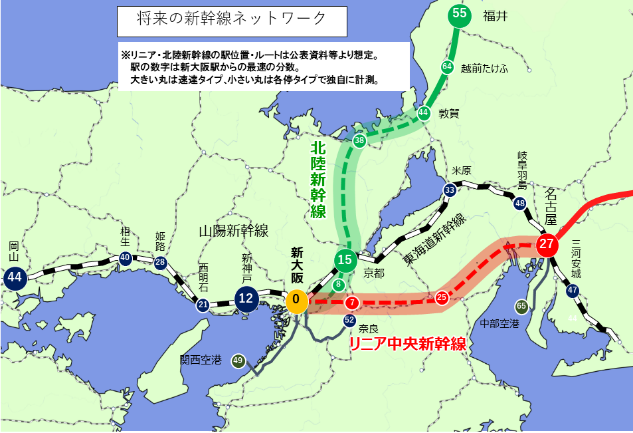 将来の新幹線ネットワーク
※リニア・北陸新幹線の駅位置・ルートは公表資料等より想定。
駅の数字は新大阪駅からの最速の分数。
大きい丸は速達タイプ、小さい丸は各停タイプで独自に計測。
55
福井
64
越前たけふ
44
敦賀
38
北陸新幹線
米原
33
岐阜羽島
48
名古屋
27
三河安城
47
東海道新幹線
山陽新幹線
岡山
44
相生
40
姫路
28
西明石
21
新神戸
12
新大阪
0
15
京都
8
7
25
52
奈良
リニア中央新幹線
関西空港
49
65
中部空港